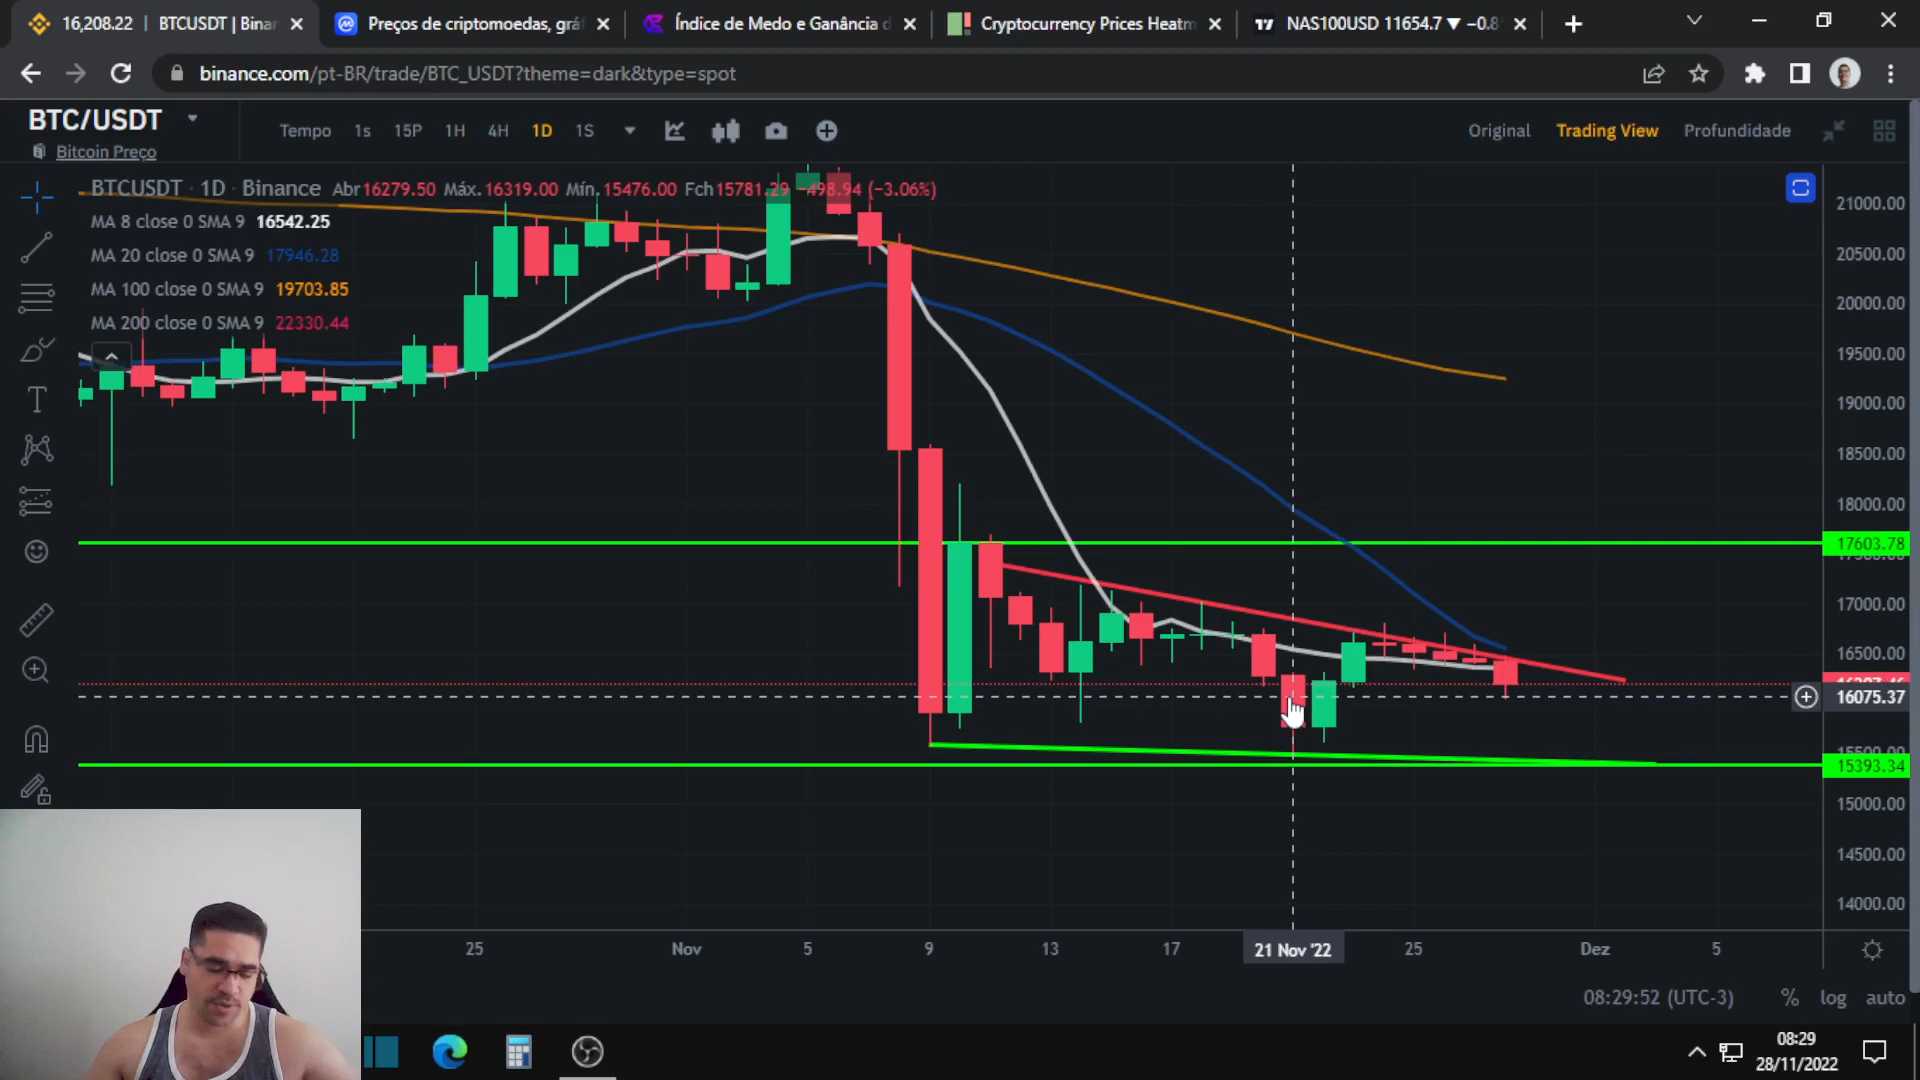 16,208.22 | BTCUSDT | Binan
Preços de criptomoedas, grá
Índice de Medo e Ganância d
Cryptocurrency Prices Heatm
NAS100USD 11654.7 ▼ −0.8
binance.com/pt-BR/trade/BTC_USDT?theme=dark&type=spot
BTC/USDT
Bitcoin Preço
Tempo 1s 15P 1H 4H 1D 1S
Original Trading View Profundidade
BTCUSDT · 1D · Binance Abr16279.50 Máx.16319.00 Mín.15476.00 Fch15781.29 −498.94 (−3.06%)
MA 8 close 0 SMA 9 16542.25
MA 20 close 0 SMA 9 17946.28
MA 100 close 0 SMA 9 19703.85
MA 200 close 0 SMA 9 22330.44
21000.00
20500.00
20000.00
19500.00
19000.00
18500.00
18000.00
17603.78
17000.00
16500.00
16075.37
15393.34
15000.00
14500.00
14000.00
25 Nov 5 9 13 17 21 Nov '22 25 Dez 5
08:29:52 (UTC-3) % log auto
08:29
28/11/2022